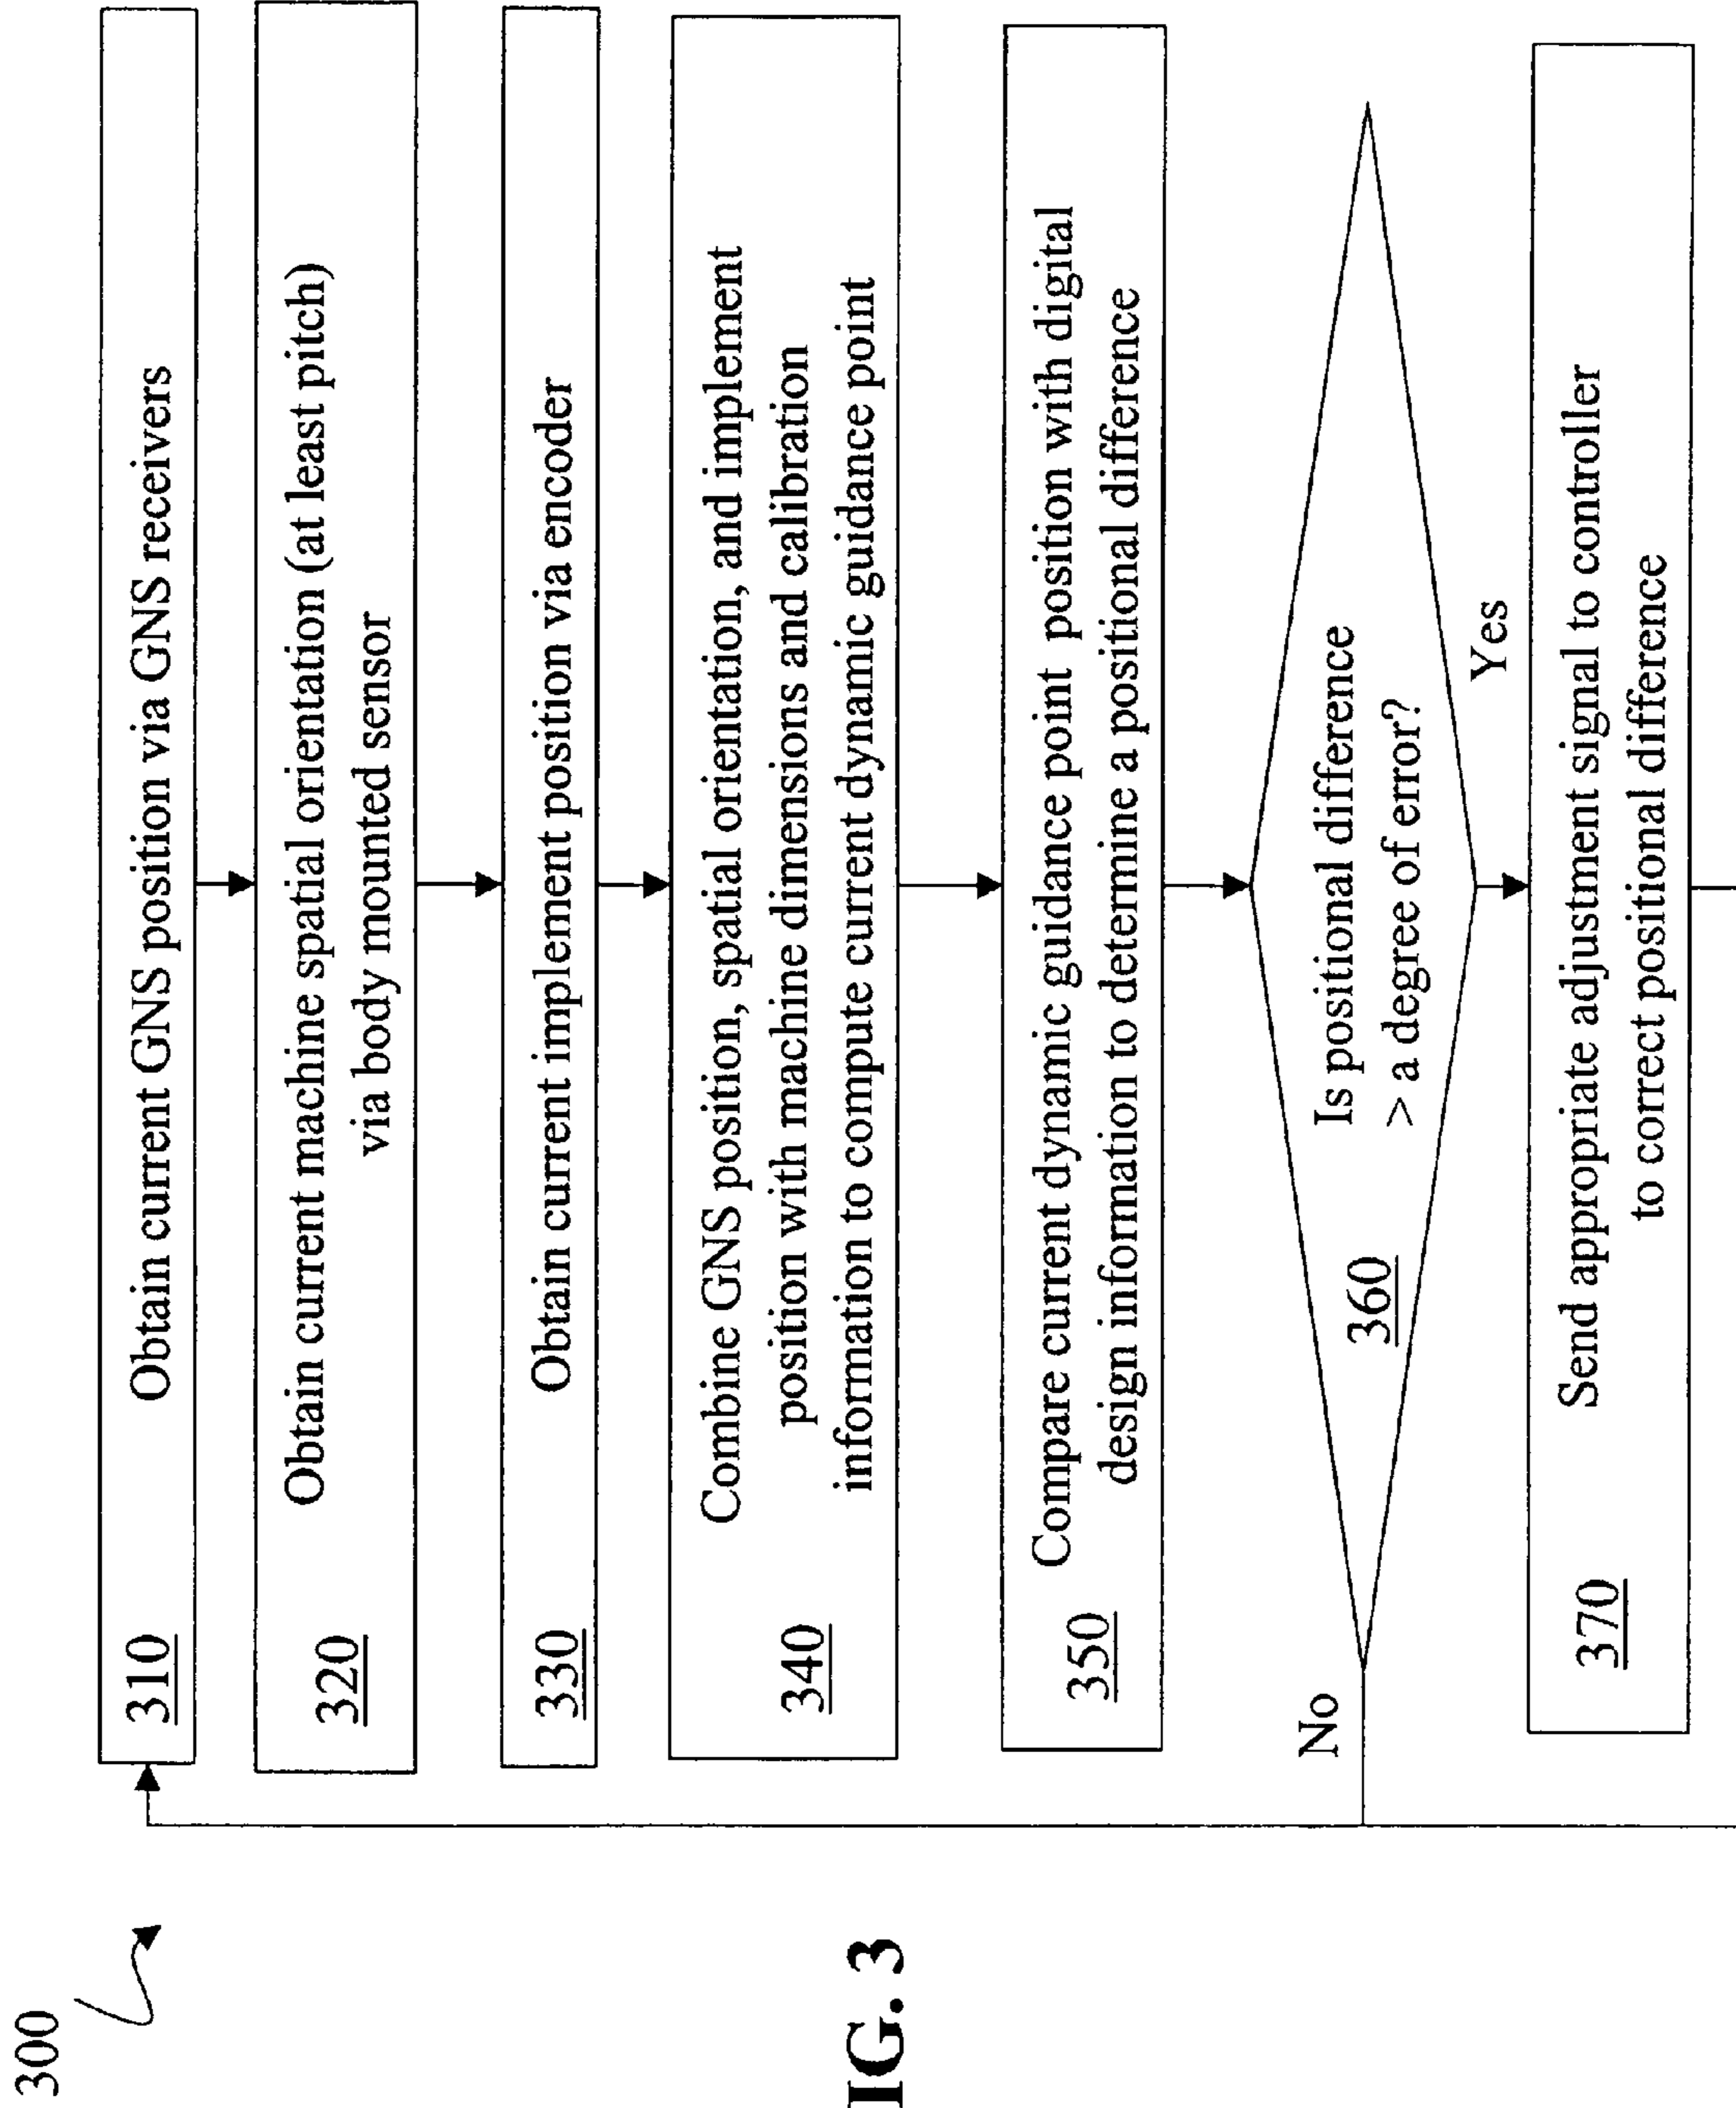 300
310
Obtain current GNS position via GNS receivers
320
Obtain current machine spatial orientation (at least pitch)
via body mounted sensor
330
Obtain current implement position via encoder
340
Combine GNS position, spatial orientation, and implement
position with machine dimensions and calibration
information to compute current dynamic guidance point
350
Compare current dynamic guidance point position with digital
design information to determine a positional difference
Is positional difference
> a degree of error?
360
No
Yes
370
Send appropriate adjustment signal to controller
to correct positional difference
IG. 3